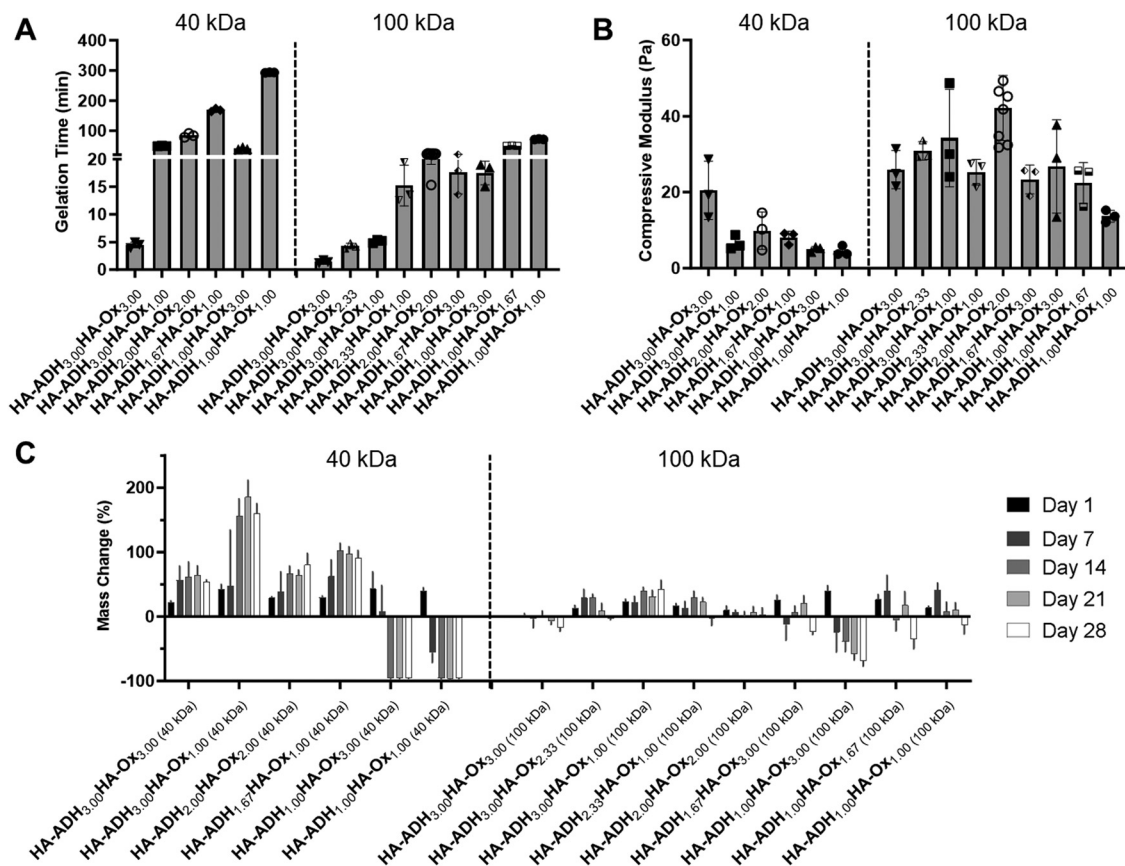 A
40 kDa
100 kDa
Gelation Time (min)
400
300
200
100
20
15
10
5
0
HA-ADH3.00HA-Ox3.00
HA-ADH3.00HA-Ox1.00
HA-ADH2.00HA-Ox2.00
HA-ADH1.67HA-Ox1.00
HA-ADH1.00HA-Ox3.00
HA-ADH1.00HA-Ox1.00
HA-ADH3.00HA-Ox3.00
HA-ADH3.00HA-Ox2.33
HA-ADH3.00HA-Ox1.00
HA-ADH2.33HA-Ox1.00
HA-ADH2.00HA-Ox2.00
HA-ADH1.67HA-Ox3.00
HA-ADH1.00HA-Ox3.00
HA-ADH1.00HA-Ox1.67
HA-ADH1.00HA-Ox1.00
B
40 kDa
100 kDa
Compressive Modulus (Pa)
60
40
20
0
HA-ADH3.00HA-Ox3.00
HA-ADH3.00HA-Ox1.00
HA-ADH2.00HA-Ox2.00
HA-ADH1.67HA-Ox1.00
HA-ADH1.00HA-Ox3.00
HA-ADH1.00HA-Ox1.00
HA-ADH3.00HA-Ox3.00
HA-ADH3.00HA-Ox2.33
HA-ADH3.00HA-Ox1.00
HA-ADH2.33HA-Ox1.00
HA-ADH2.00HA-Ox2.00
HA-ADH1.67HA-Ox3.00
HA-ADH1.00HA-Ox3.00
HA-ADH1.00HA-Ox1.67
HA-ADH1.00HA-Ox1.00
C
40 kDa
100 kDa
Mass Change (%)
200
100
0
-100
HA-ADH3.00HA-Ox3.00 (40 kDa)
HA-ADH3.00HA-Ox1.00 (40 kDa)
HA-ADH2.00HA-Ox2.00 (40 kDa)
HA-ADH1.67HA-Ox1.00 (40 kDa)
HA-ADH1.00HA-Ox3.00 (40 kDa)
HA-ADH1.00HA-Ox1.00 (40 kDa)
HA-ADH3.00HA-Ox3.00 (100 kDa)
HA-ADH3.00HA-Ox2.33 (100 kDa)
HA-ADH3.00HA-Ox1.00 (100 kDa)
HA-ADH2.33HA-Ox1.00 (100 kDa)
HA-ADH2.00HA-Ox2.00 (100 kDa)
HA-ADH1.67HA-Ox3.00 (100 kDa)
HA-ADH1.00HA-Ox3.00 (100 kDa)
HA-ADH1.00HA-Ox1.67 (100 kDa)
HA-ADH1.00HA-Ox1.00 (100 kDa)
Day 1
Day 7
Day 14
Day 21
Day 28